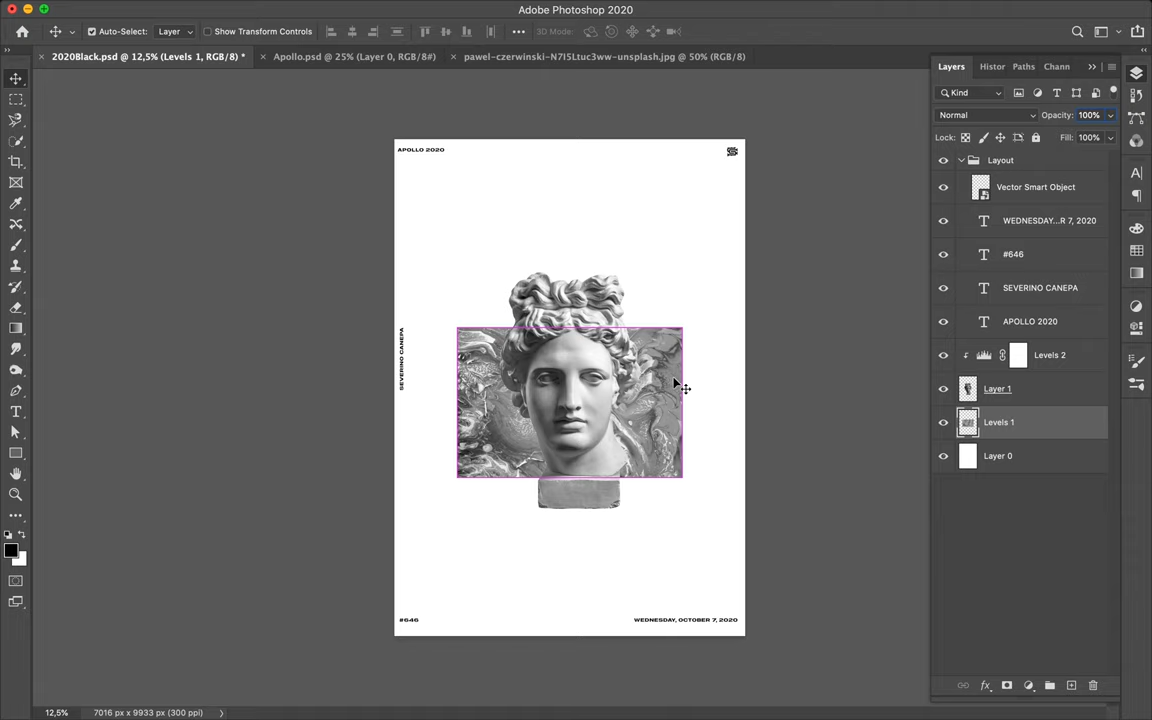 Adobe Photoshop 2020
Auto-Select:
Layer
Show Transform Controls
3D Mode:
2020Black.psd @ 12,5% (Levels 1, RGB/8) *
Apollo.psd @ 25% (Layer 0, RGB/8#)
pawel-czerwinski-N7I5Ltuc3ww-unsplash.jpg @ 50% (RGB/8)
Layers
Histor
Paths
Chann
Kind
Normal
Opacity: 100%
Lock:
Fill: 100%
Layout
Vector Smart Object
WEDNESDAY...R 7, 2020
#646
SEVERINO CANEPA
APOLLO 2020
Levels 2
Layer 1
Levels 1
Layer 0
APOLLO 2020
SEVERINO CANEPA
#646
WEDNESDAY, OCTOBER 7, 2020
12,5%
7016 px x 9933 px (300 ppi)